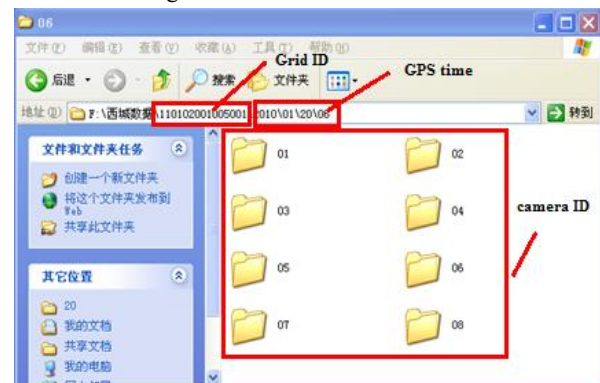 06
文件(F) 编辑(E) 查看(V) 收藏(A) 工具(T) 帮助(H)
Grid ID
GPS time
后退 搜索 文件夹
地址(D) F:\西城数据\110102001005001\2010\01\20\06 转到
文件和文件夹任务
创建一个新文件夹
将这个文件夹发布到
Web
共享此文件夹
其它位置
20
我的文档
共享文档
我的电脑
01 02
03 04
camera ID
05 06
07 08